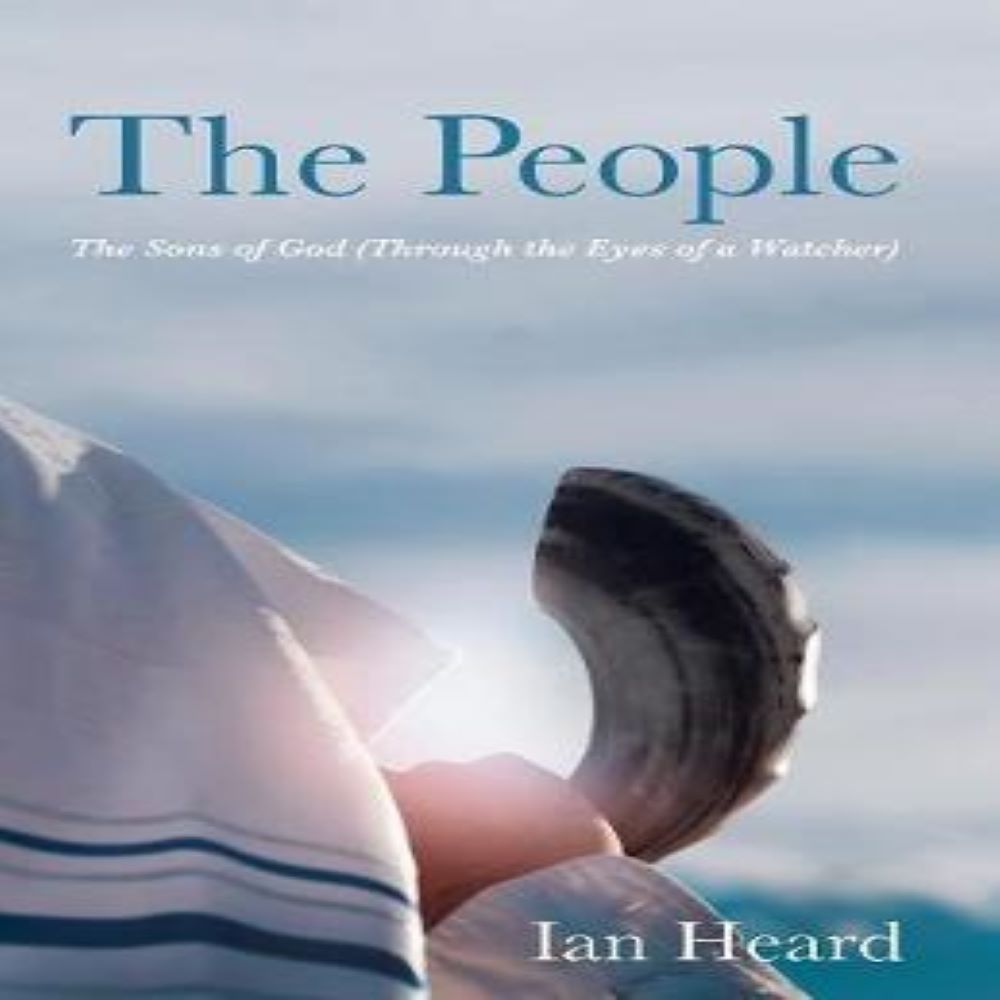 The People
The Sons of God (Through the Eyes of a Watcher)
Ian Heard